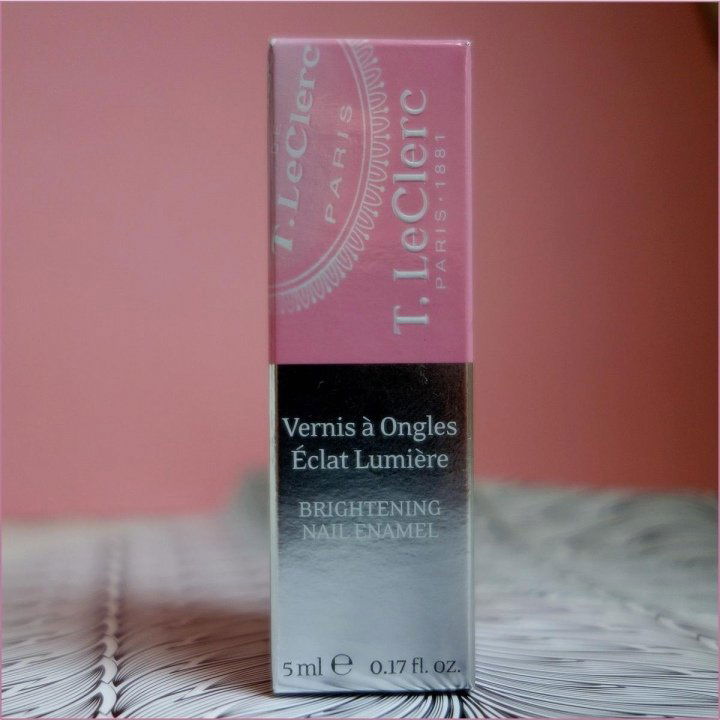 T. LeClerc
PARIS
T. LeClerc
PARIS · 1881
Vernis à Ongles
Éclat Lumière
BRIGHTENING
NAIL ENAMEL
5 ml ℮ 0.17 fl. oz.